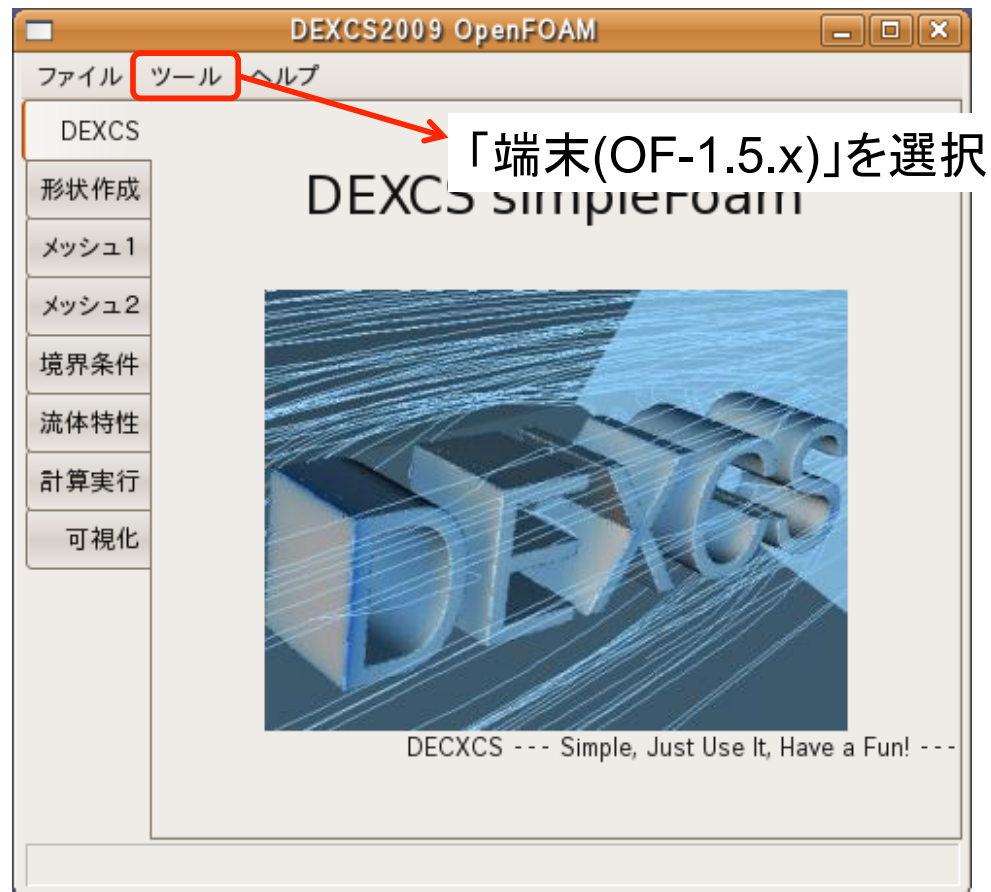 DEXCS2009 OpenFOAM
ファイル ツール ヘルプ
DEXCS
「端末(OF-1.5.x)」を選択
形状作成
DEXCS simpleFoam
メッシュ1
メッシュ2
境界条件
流体特性
計算実行
可視化
DEXCS
DECXCS --- Simple, Just Use It, Have a Fun! ---